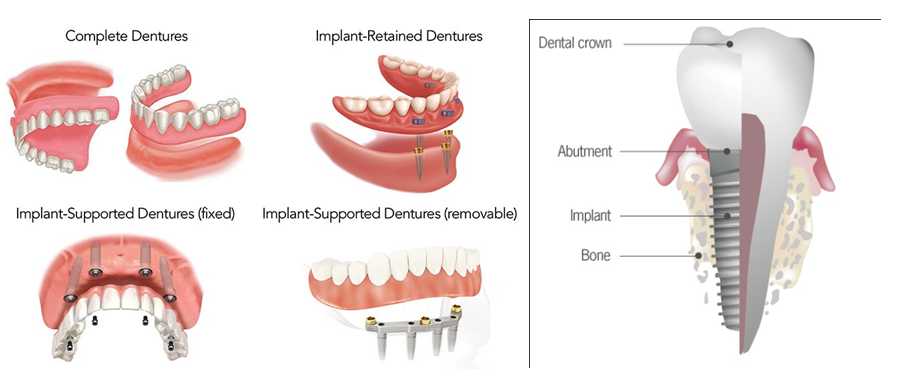 Complete Dentures
Implant-Retained Dentures
Implant-Supported Dentures (fixed)
Implant-Supported Dentures (removable)
Dental crown
Abutment
Implant
Bone